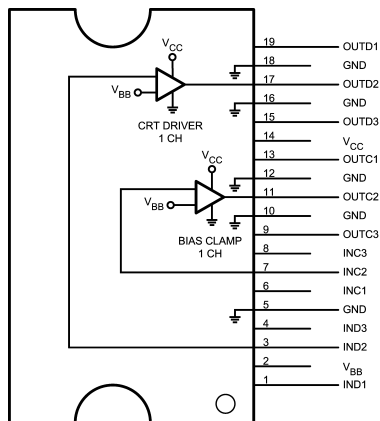 19 OUTD1
VCC
18 GND
17 OUTD2
VBB
16 GND
CRT DRIVER
1 CH
15 OUTD3
14 VCC
VCC
13 OUTC1
12 GND
11 OUTC2
VBB
10 GND
BIAS CLAMP
1 CH
9 OUTC3
8 INC3
7 INC2
6 INC1
5 GND
4 IND3
3 IND2
2 VBB
1 IND1